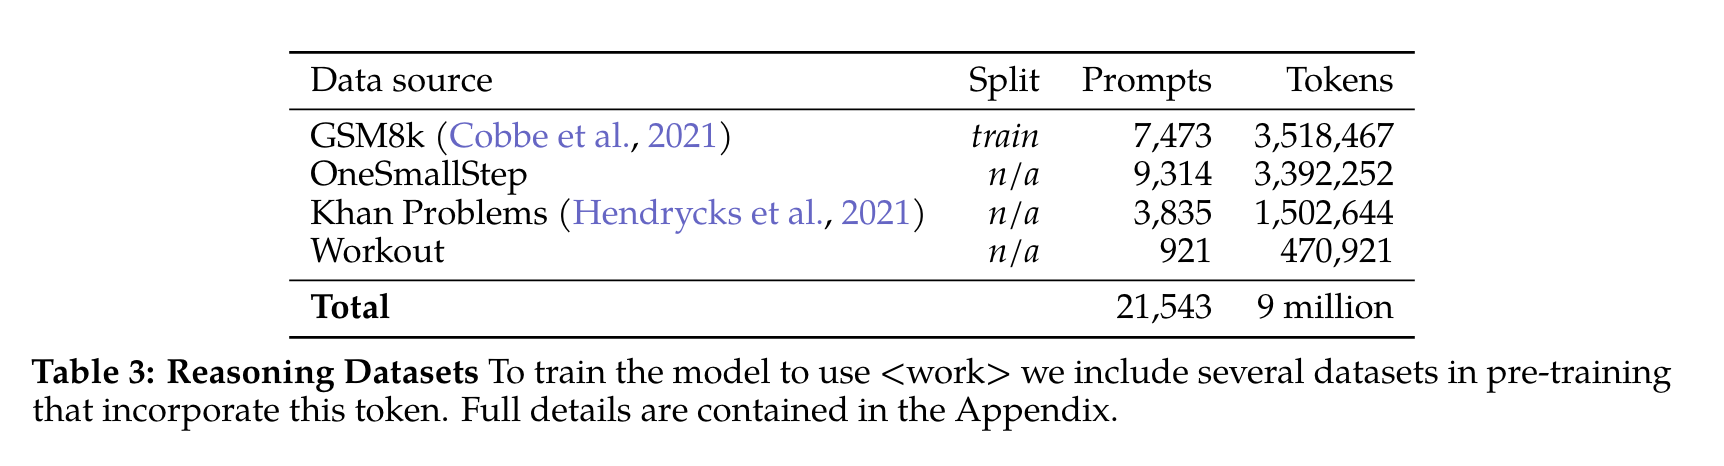 Data source Split Prompts Tokens
GSM8k (Cobbe et al., 2021) train 7,473 3,518,467
OneSmallStep n/a 9,314 3,392,252
Khan Problems (Hendrycks et al., 2021) n/a 3,835 1,502,644
Workout n/a 921 470,921
Total 21,543 9 million
Table 3: Reasoning Datasets To train the model to use <work> we include several datasets in pre-training
that incorporate this token. Full details are contained in the Appendix.